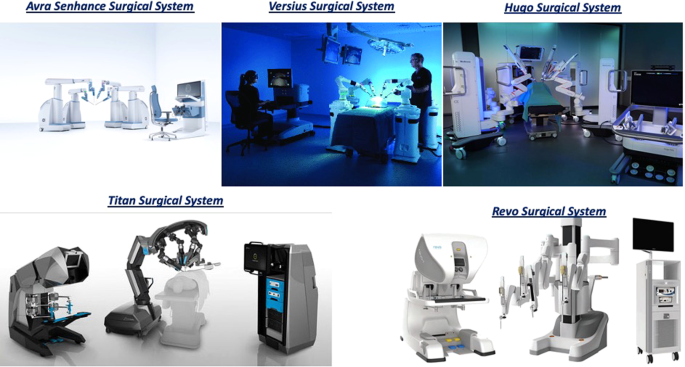 Avra Senhance Surgical System
Versius Surgical System
Hugo Surgical System
Titan Surgical System
Revo Surgical System